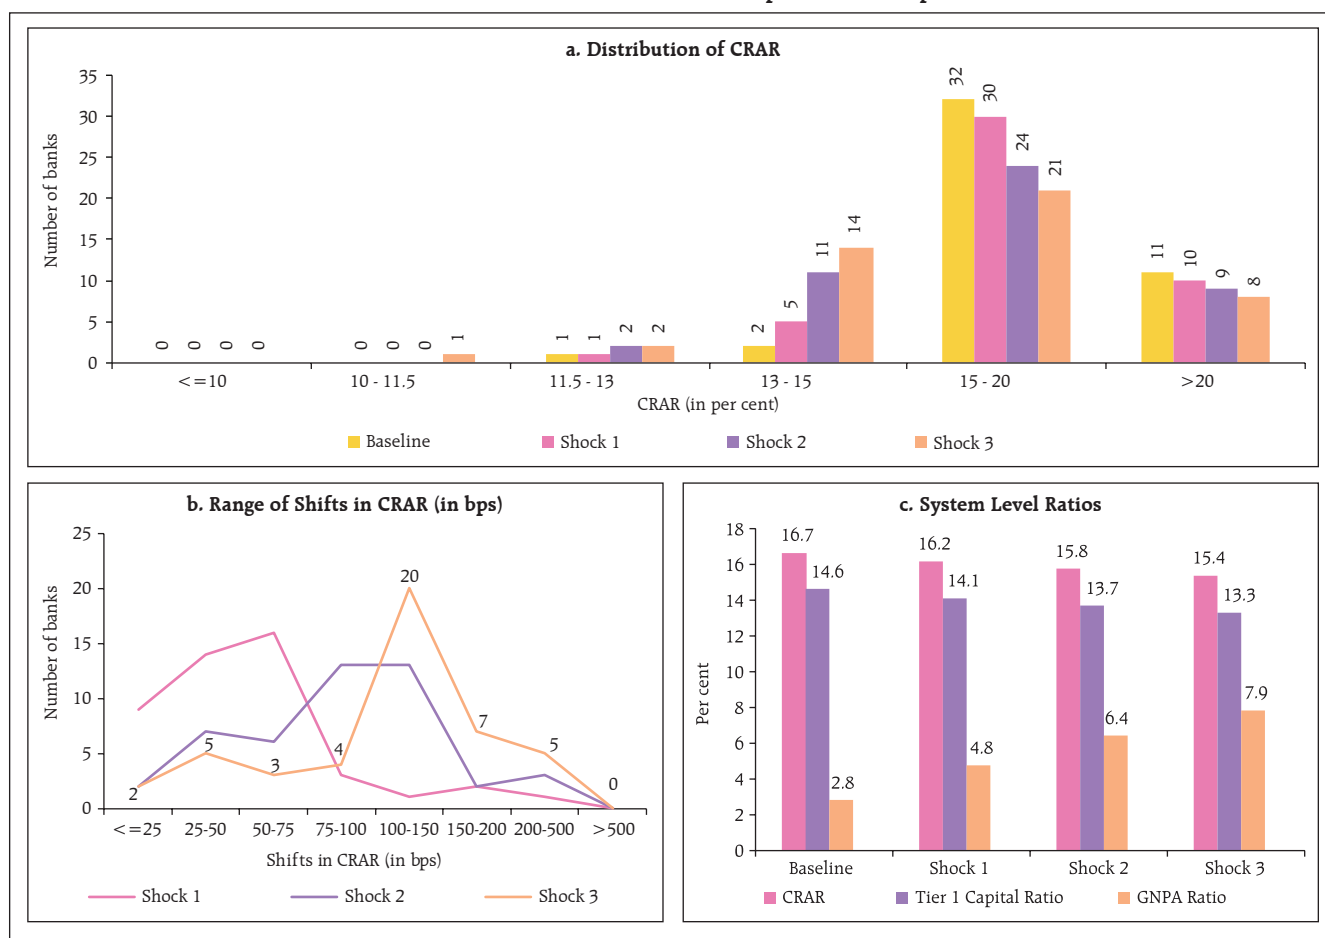 a. Distribution of CRAR
Number of banks
35
30
25
20
15
10
5
0
0 0 0 0
0 0 0 1
1 1 2 2
2 5 11 14
32 30 24 21
11 10 9 8
<=10 10 - 11.5 11.5 - 13 13 - 15 15 - 20 >20
CRAR (in per cent)
Baseline Shock 1 Shock 2 Shock 3
b. Range of Shifts in CRAR (in bps)
Number of banks
25
20
15
10
5
0
2 5 3 4 20 7 5 0
<=25 25-50 50-75 75-100 100-150 150-200 200-500 >500
Shifts in CRAR (in bps)
Shock 1 Shock 2 Shock 3
c. System Level Ratios
Per cent
18
16
14
12
10
8
6
4
2
0
16.7 14.6 2.8
16.2 14.1 4.8
15.8 13.7 6.4
15.4 13.3 7.9
Baseline Shock 1 Shock 2 Shock 3
CRAR Tier 1 Capital Ratio GNPA Ratio